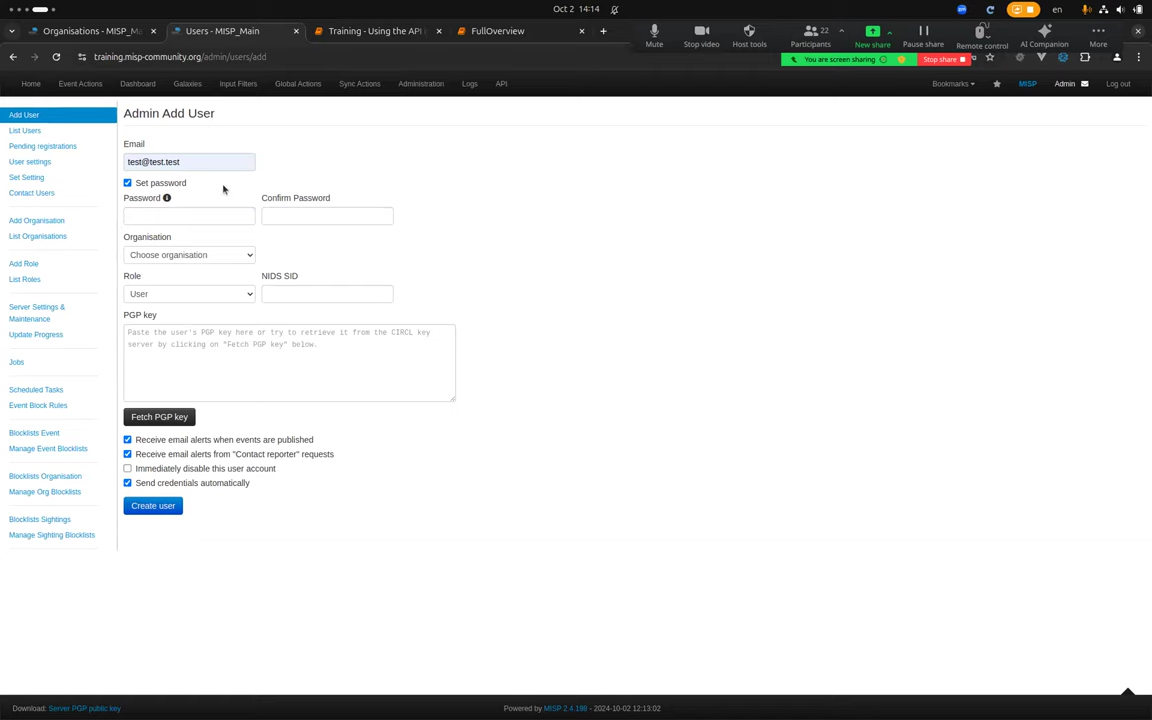 Oct 2 14:14
en
Organisations - MISP_Ma
Users - MISP_Main
Training - Using the API i
FullOverview
training.misp-community.org/admin/users/add
Mute
Stop video
Host tools
Participants
22
New share
Pause share
Remote control
AI Companion
More
You are screen sharing
Stop share
Home
Event Actions
Dashboard
Galaxies
Input Filters
Global Actions
Sync Actions
Administration
Logs
API
Bookmarks
MISP
Admin
Log out
Add User
List Users
Pending registrations
User settings
Set Setting
Contact Users
Add Organisation
List Organisations
Add Role
List Roles
Server Settings &
Maintenance
Update Progress
Jobs
Scheduled Tasks
Event Block Rules
Blocklists Event
Manage Event Blocklists
Blocklists Organisation
Manage Org Blocklists
Blocklists Sightings
Manage Sighting Blocklists
Admin Add User
Email
test@test.test
Set password
Password
Confirm Password
Organisation
Choose organisation
Role
NIDS SID
User
PGP key
Paste the user's PGP key here or try to retrieve it from the CIRCL key
server by clicking on "Fetch PGP key" below.
Fetch PGP key
Receive email alerts when events are published
Receive email alerts from "Contact reporter" requests
Immediately disable this user account
Send credentials automatically
Create user
Download: Server PGP public key
Powered by MISP 2.4.198 - 2024-10-02 12:13:02